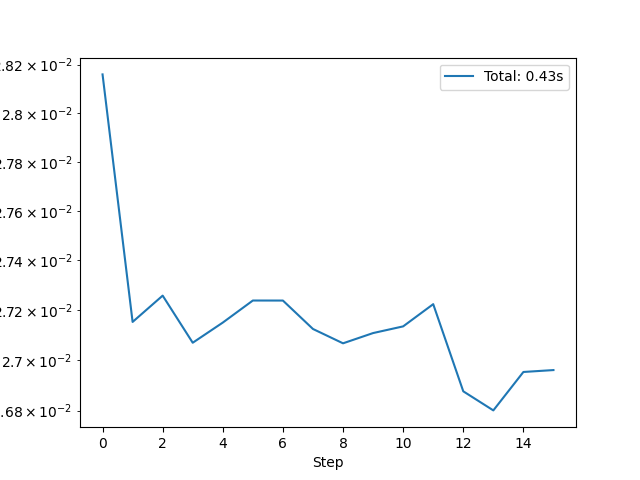 2.82 × 10⁻²
2.8 × 10⁻²
2.78 × 10⁻²
2.76 × 10⁻²
2.74 × 10⁻²
2.72 × 10⁻²
2.7 × 10⁻²
.68 × 10⁻²
Total: 0.43s
0 2 4 6 8 10 12 14
Step